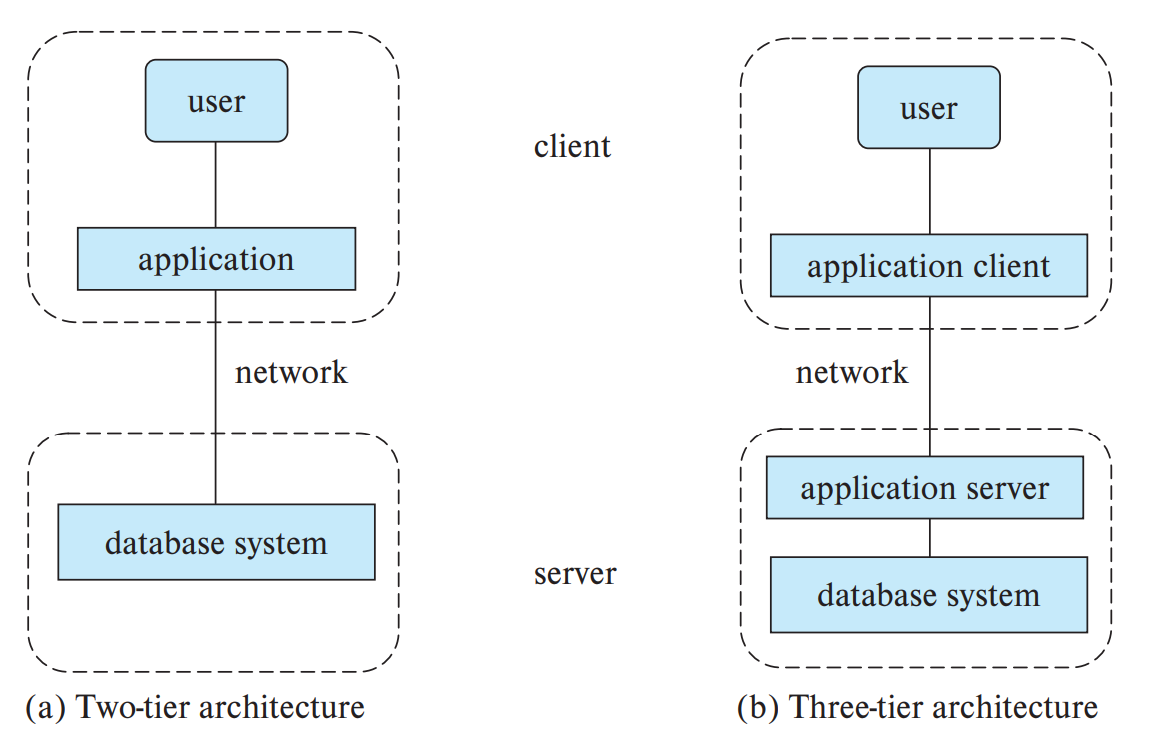 user
application
network
database system
(a) Two-tier architecture
client
server
user
application client
network
application server
database system
(b) Three-tier architecture